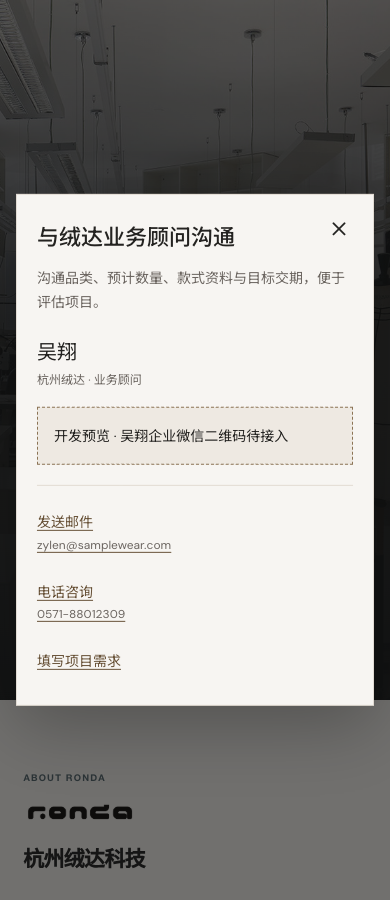 与绒达业务顾问沟通
沟通品类、预计数量、款式资料与目标交期，便于
评估项目。
吴翔
杭州绒达 · 业务顾问
开发预览 · 吴翔企业微信二维码待接入
发送邮件
zylen@samplewear.com
电话咨询
0571-88012309
填写项目需求
ABOUT RONDA
ronda
杭州绒达科技